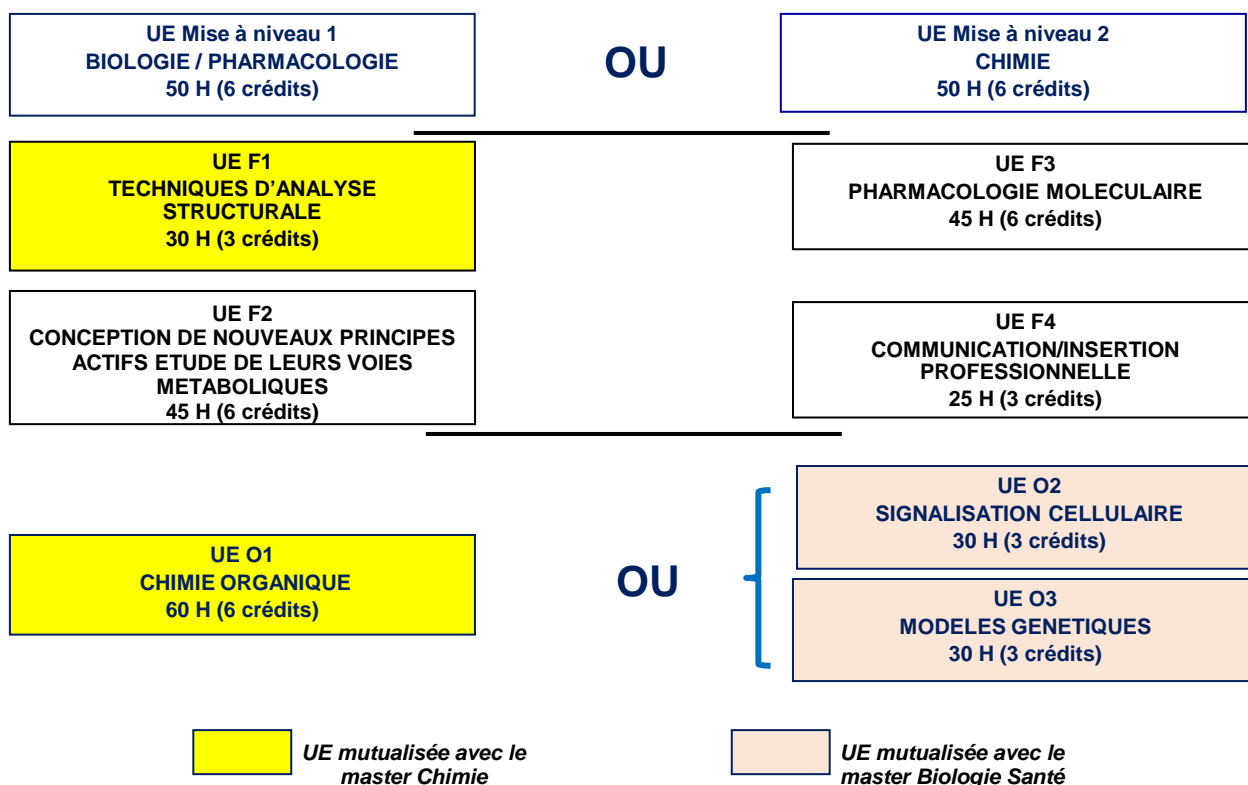 UE Mise à niveau 1
BIOLOGIE / PHARMACOLOGIE
50 H (6 crédits)
OU
UE Mise à niveau 2
CHIMIE
50 H (6 crédits)
UE F1
TECHNIQUES D'ANALYSE
STRUCTURALE
30 H (3 crédits)
UE F3
PHARMACOLOGIE MOLECULAIRE
45 H (6 crédits)
UE F2
CONCEPTION DE NOUVEAUX PRINCIPES
ACTIFS ETUDE DE LEURS VOIES
METABOLIQUES
45 H (6 crédits)
UE F4
COMMUNICATION/INSERTION
PROFESSIONNELLE
25 H (3 crédits)
UE O1
CHIMIE ORGANIQUE
60 H (6 crédits)
OU
UE O2
SIGNALISATION CELLULAIRE
30 H (3 crédits)
UE O3
MODELES GENETIQUES
30 H (3 crédits)
UE mutualisée avec le
master Chimie
UE mutualisée avec le
master Biologie Santé